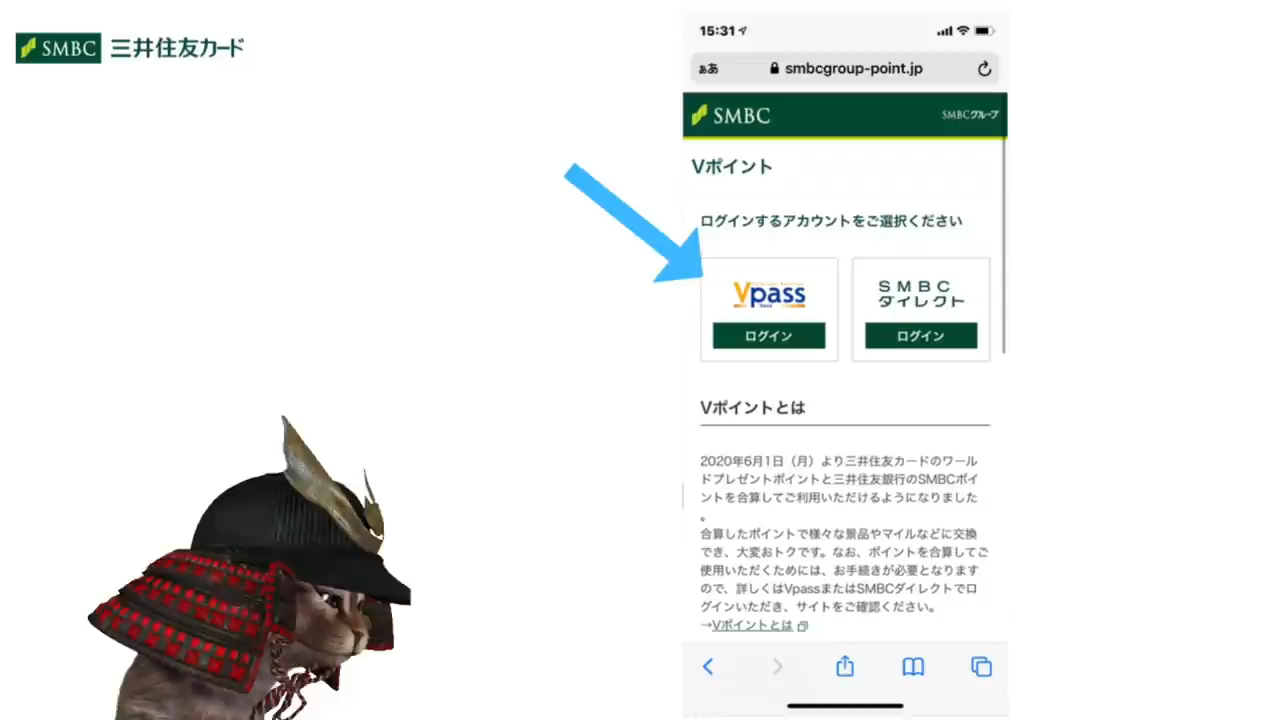 SMBC 三井住友カード
15:31
ぁあ smbcgroup-point.jp
SMBC SMBCグループ
Vポイント
ログインするアカウントをご選択ください
Vpass
SMBC
ダイレクト
ログイン
ログイン
Vポイントとは
2020年6月1日（月）より三井住友カードのワール
ドプレゼントポイントと三井住友銀行のSMBCポイ
ントを合算してご利用いただけるようになりました
。
合算したポイントで様々な景品やマイルなどに交換
でき、大変おトクです。なお、ポイントを合算してご
使用いただくためには、お手続きが必要となります
ので、詳しくはVpassまたはSMBCダイレクトでロ
グインいただき、サイトをご確認ください。
→Vポイントとは